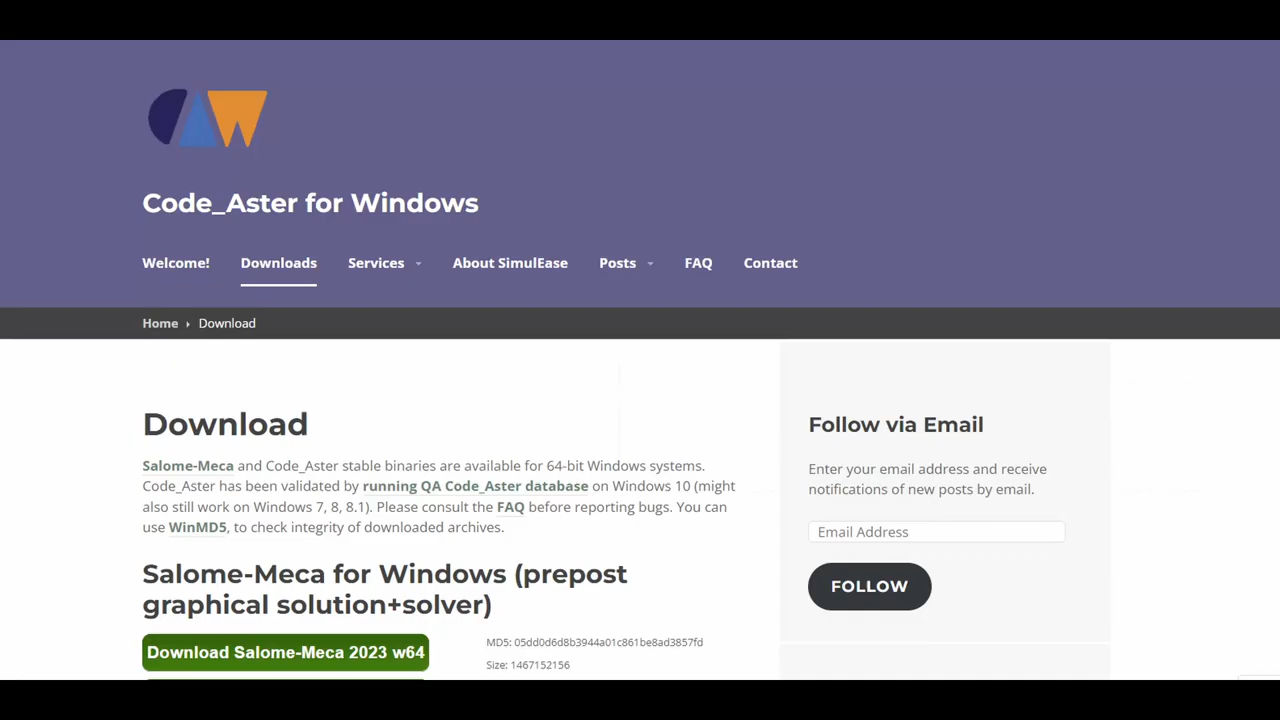 CAW
Code_Aster for Windows
Welcome!
Downloads
Services
About SimulEase
Posts
FAQ
Contact
Home
Download
Download
Salome-Meca and Code_Aster stable binaries are available for 64-bit Windows systems.
Code_Aster has been validated by running QA Code_Aster database on Windows 10 (might
also still work on Windows 7, 8, 8.1). Please consult the FAQ before reporting bugs. You can
use WinMD5, to check integrity of downloaded archives.
Salome-Meca for Windows (prepost
graphical solution+solver)
Download Salome-Meca 2023 w64
MD5: 05dd0d6d8b3944a01c861be8ad3857fd
Size: 1467152156
Follow via Email
Enter your email address and receive
notifications of new posts by email.
Email Address
FOLLOW